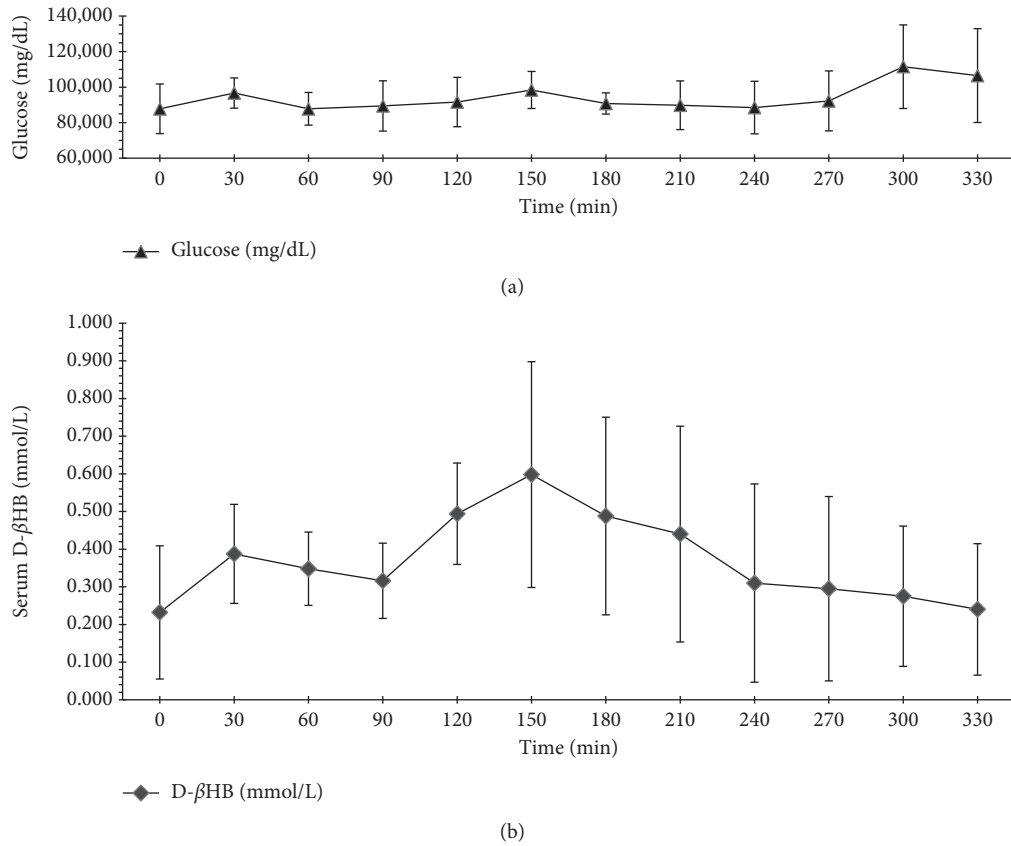 Glucose (mg/dL)
140,000
120,000
100,000
80,000
60,000
0 30 60 90 120 150 180 210 240 270 300 330
Time (min)
Glucose (mg/dL)
(a)
Serum D-βHB (mmol/L)
1.000
0.900
0.800
0.700
0.600
0.500
0.400
0.300
0.200
0.100
0.000
0 30 60 90 120 150 180 210 240 270 300 330
Time (min)
D-βHB (mmol/L)
(b)